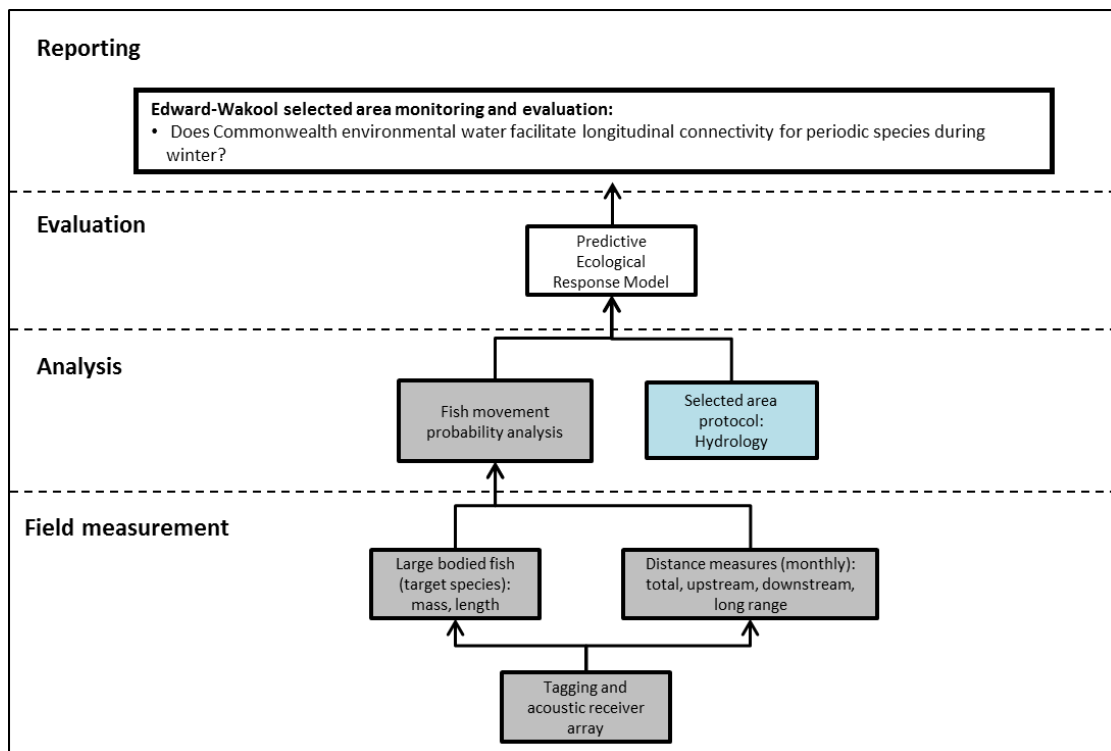 Reporting
Edward-Wakool selected area monitoring and evaluation:
• Does Commonwealth environmental water facilitate longitudinal connectivity for periodic species during
winter?
Evaluation
Predictive
Ecological
Response Model
Analysis
Fish movement
probability analysis
Selected area
protocol:
Hydrology
Field measurement
Large bodied fish
(target species):
mass, length
Distance measures (monthly):
total, upstream, downstream,
long range
Tagging and
acoustic receiver
array